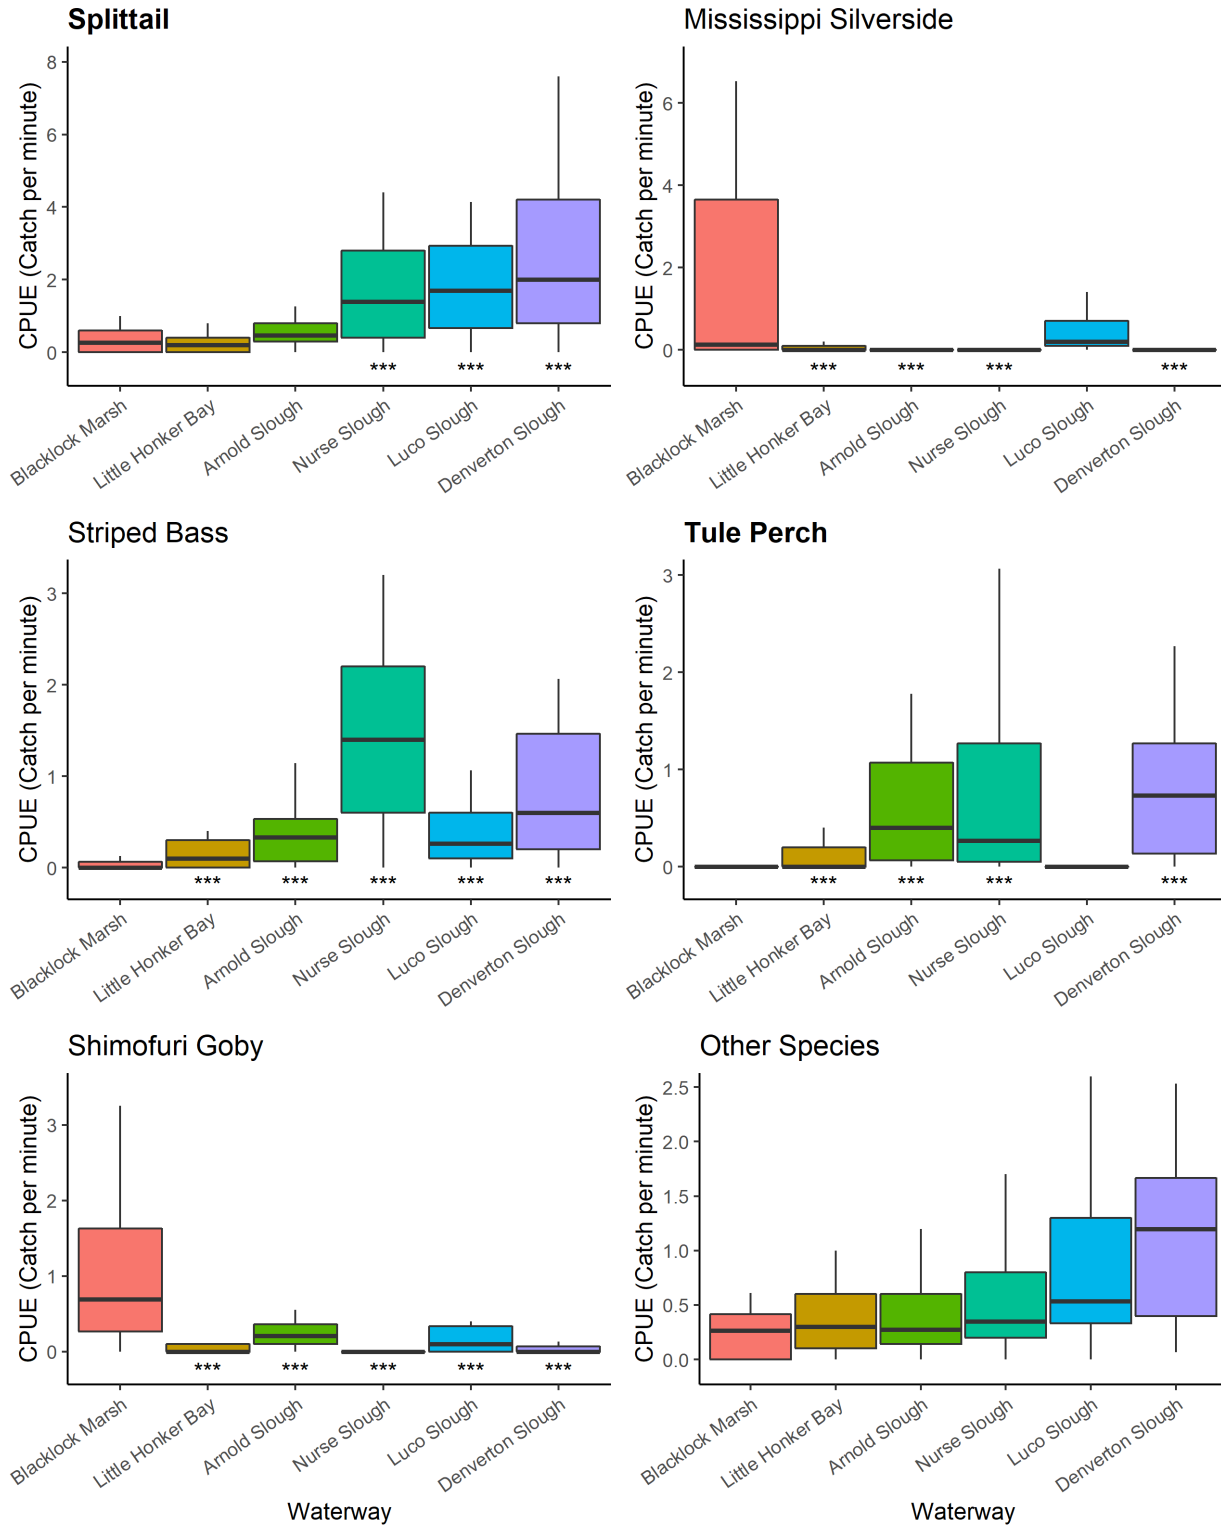 Splittail
CPUE (Catch per minute)
8
6
4
2
0
*** *** ***
Blacklock Marsh
Little Honker Bay
Arnold Slough
Nurse Slough
Luco Slough
Denverton Slough
Mississippi Silverside
CPUE (Catch per minute)
6
4
2
0
*** *** *** ***
Blacklock Marsh
Little Honker Bay
Arnold Slough
Nurse Slough
Luco Slough
Denverton Slough
Striped Bass
CPUE (Catch per minute)
3
2
1
0
*** *** *** *** ***
Blacklock Marsh
Little Honker Bay
Arnold Slough
Nurse Slough
Luco Slough
Denverton Slough
Tule Perch
CPUE (Catch per minute)
3
2
1
0
*** *** *** ***
Blacklock Marsh
Little Honker Bay
Arnold Slough
Nurse Slough
Luco Slough
Denverton Slough
Shimofuri Goby
CPUE (Catch per minute)
3
2
1
0
*** *** *** *** ***
Blacklock Marsh
Little Honker Bay
Arnold Slough
Nurse Slough
Luco Slough
Denverton Slough
Waterway
Other Species
CPUE (Catch per minute)
2.5
2.0
1.5
1.0
0.5
0.0
Blacklock Marsh
Little Honker Bay
Arnold Slough
Nurse Slough
Luco Slough
Denverton Slough
Waterway